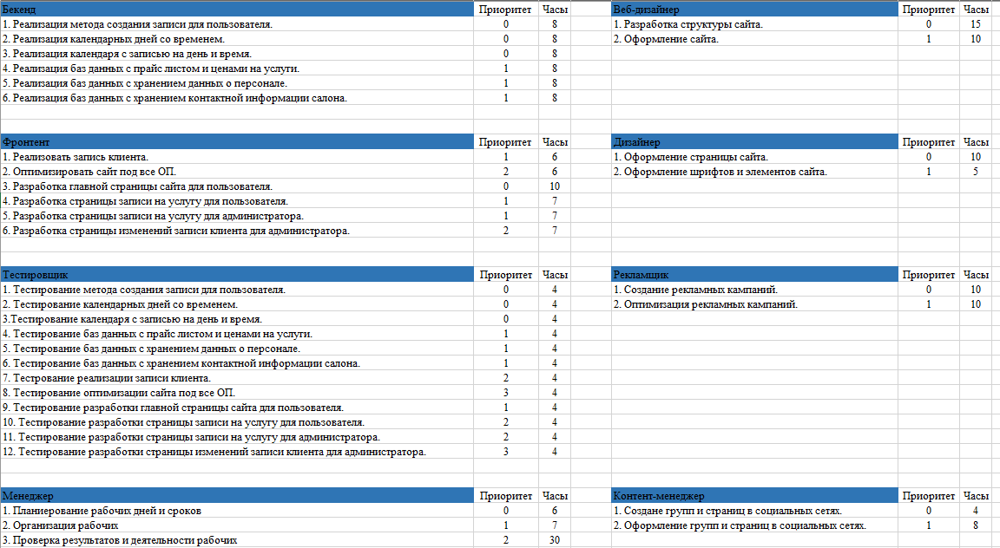 Бекенд Приоритет Часы
1. Реализация метода создания записи для пользователя. 0 8
2. Реализация календарных дней со временем. 0 8
3. Реализация календаря с записью на день и время. 0 8
4. Реализация баз данных с прайс листом и ценами на услуги. 1 8
5. Реализация баз данных с хранением данных о персонале. 1 8
6. Реализация баз данных с хранением контактной информации салона. 1 8
Веб-дизайнер Приоритет Часы
1. Разработка структуры сайта. 0 15
2. Оформление сайта. 1 10
Фронтент Приоритет Часы
1. Реализовать запись клиента. 1 6
2. Оптимизировать сайт под все ОП. 2 6
3. Разработка главной страницы сайта для пользователя. 0 10
4. Разработка страницы записи на услугу для пользователя. 1 7
5. Разработка страницы записи на услугу для администратора. 1 7
6. Разработка страницы изменений записи клиента для администратора. 2 7
Дизайнер Приоритет Часы
1. Оформление страницы сайта. 0 10
2. Оформление шрифтов и элементов сайта. 1 5
Тестировщик Приоритет Часы
1. Тестирование метода создания записи для пользователя. 0 4
2. Тестирование календарных дней со временем. 0 4
3.Тестирование календаря с записью на день и время. 0 4
4. Тестирование баз данных с прайс листом и ценами на услуги. 1 4
5. Тестирование баз данных с хранением данных о персонале. 1 4
6. Тестирование баз данных с хранением контактной информации салона. 1 4
7. Тестрование реализации записи клиента. 2 4
8. Тестирование оптимизации сайта под все ОП. 3 4
9. Тестирование разработки главной страницы сайта для пользователя. 1 4
10. Тестирование разработки страницы записи на услугу для пользователя. 2 4
11. Тестирование разработки страницы записи на услугу для администратора. 2 4
12. Тестирование разработки страницы изменений записи клиента для администратора. 3 4
Рекламщик Приоритет Часы
1. Создание рекламных кампаний. 0 10
2. Оптимизация рекламных кампаний. 1 10
Менеджер Приоритет Часы
1. Планиерование рабочих дней и сроков 0 6
2. Организация рабочих 1 7
3. Проверка результатов и деятельности рабочих 2 30
Контент-менеджер Приоритет Часы
1. Создане групп и страниц в социальных сетях. 0 4
2. Оформление групп и страниц в социальных сетях. 1 8